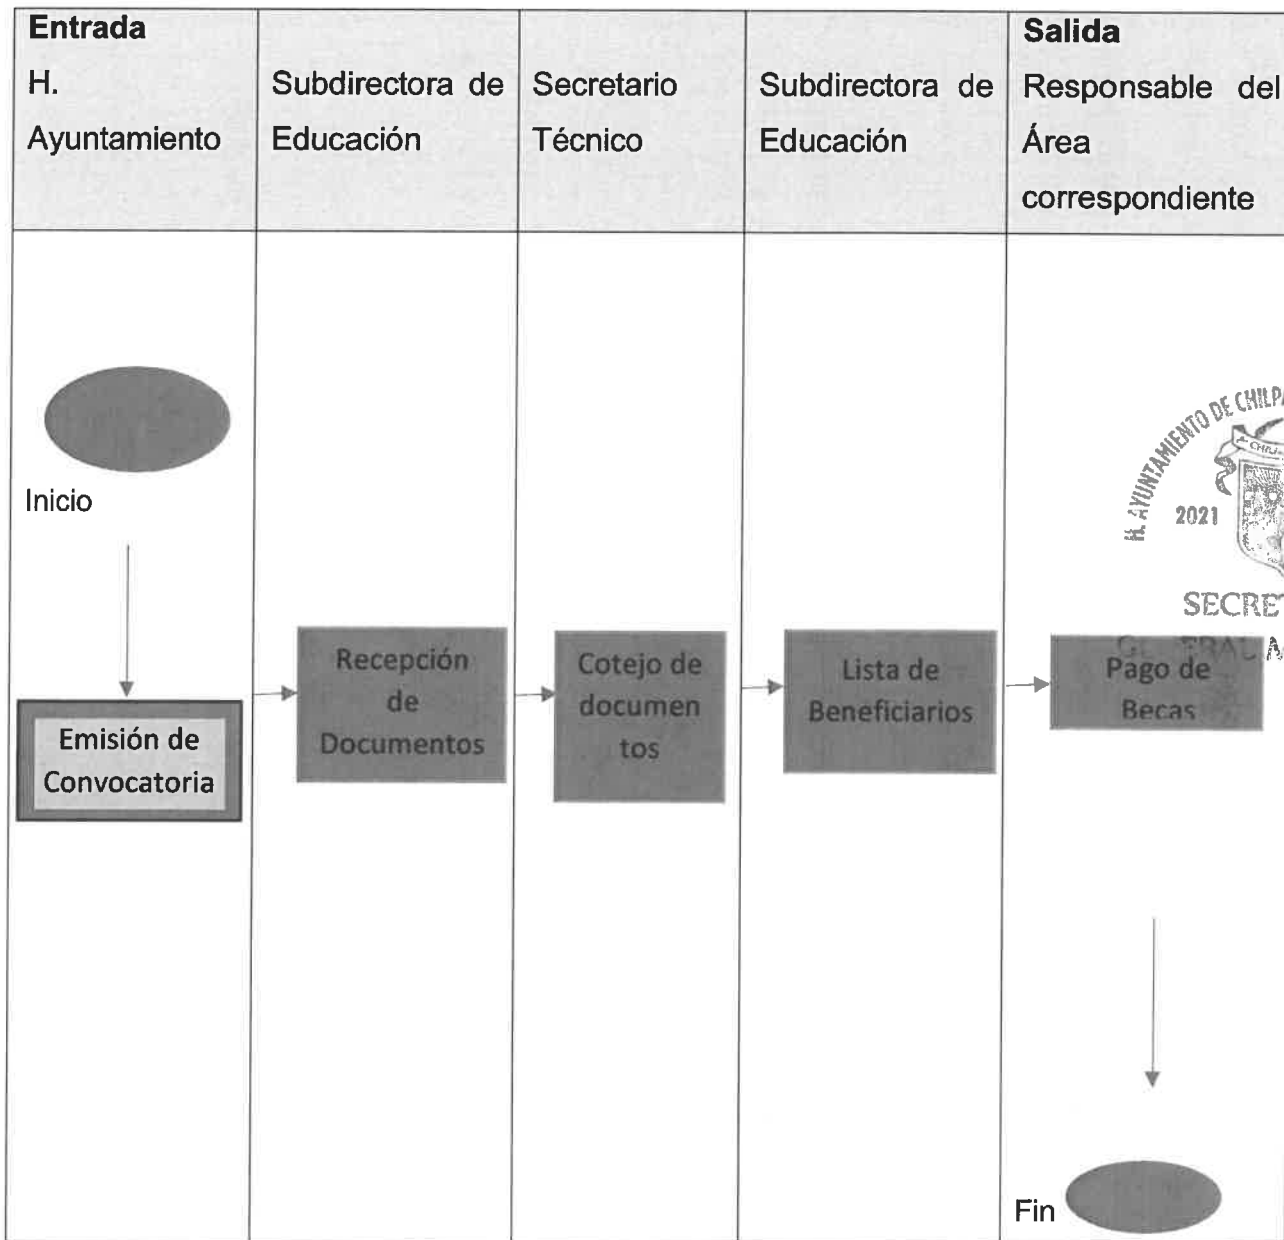 Entrada
H.
Ayuntamiento
Subdirectora de
Educación
Secretario
Técnico
Subdirectora de
Educación
Salida
Responsable del
Área
correspondiente
Inicio
Emisión de
Convocatoria
Recepción
de
Documentos
Cotejo de
documen
tos
Lista de
Beneficiarios
Pago de
Becas
H. AYUNTAMIENTO DE CHILPA
2021
SECRET
Fin